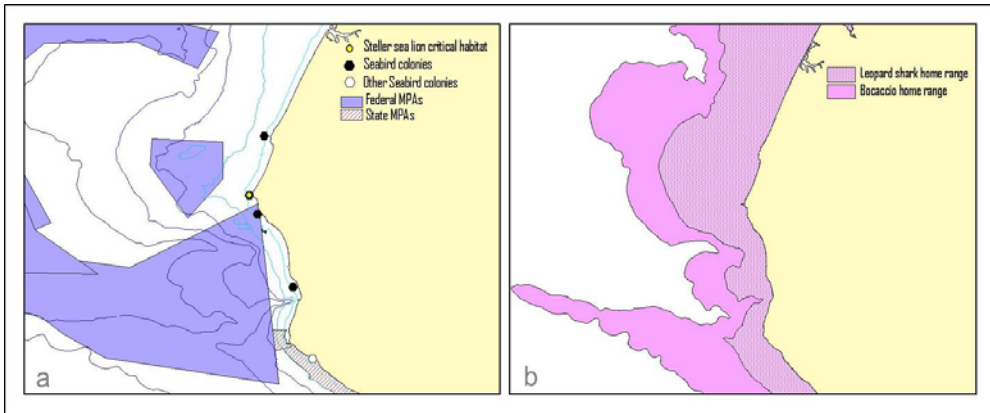 Steller sea lion critical habitat
Seabird colonies
Other Seabird colonies
Federal MPAs
State MPAs
a
Leopard shark home range
Bocaccio home range
b